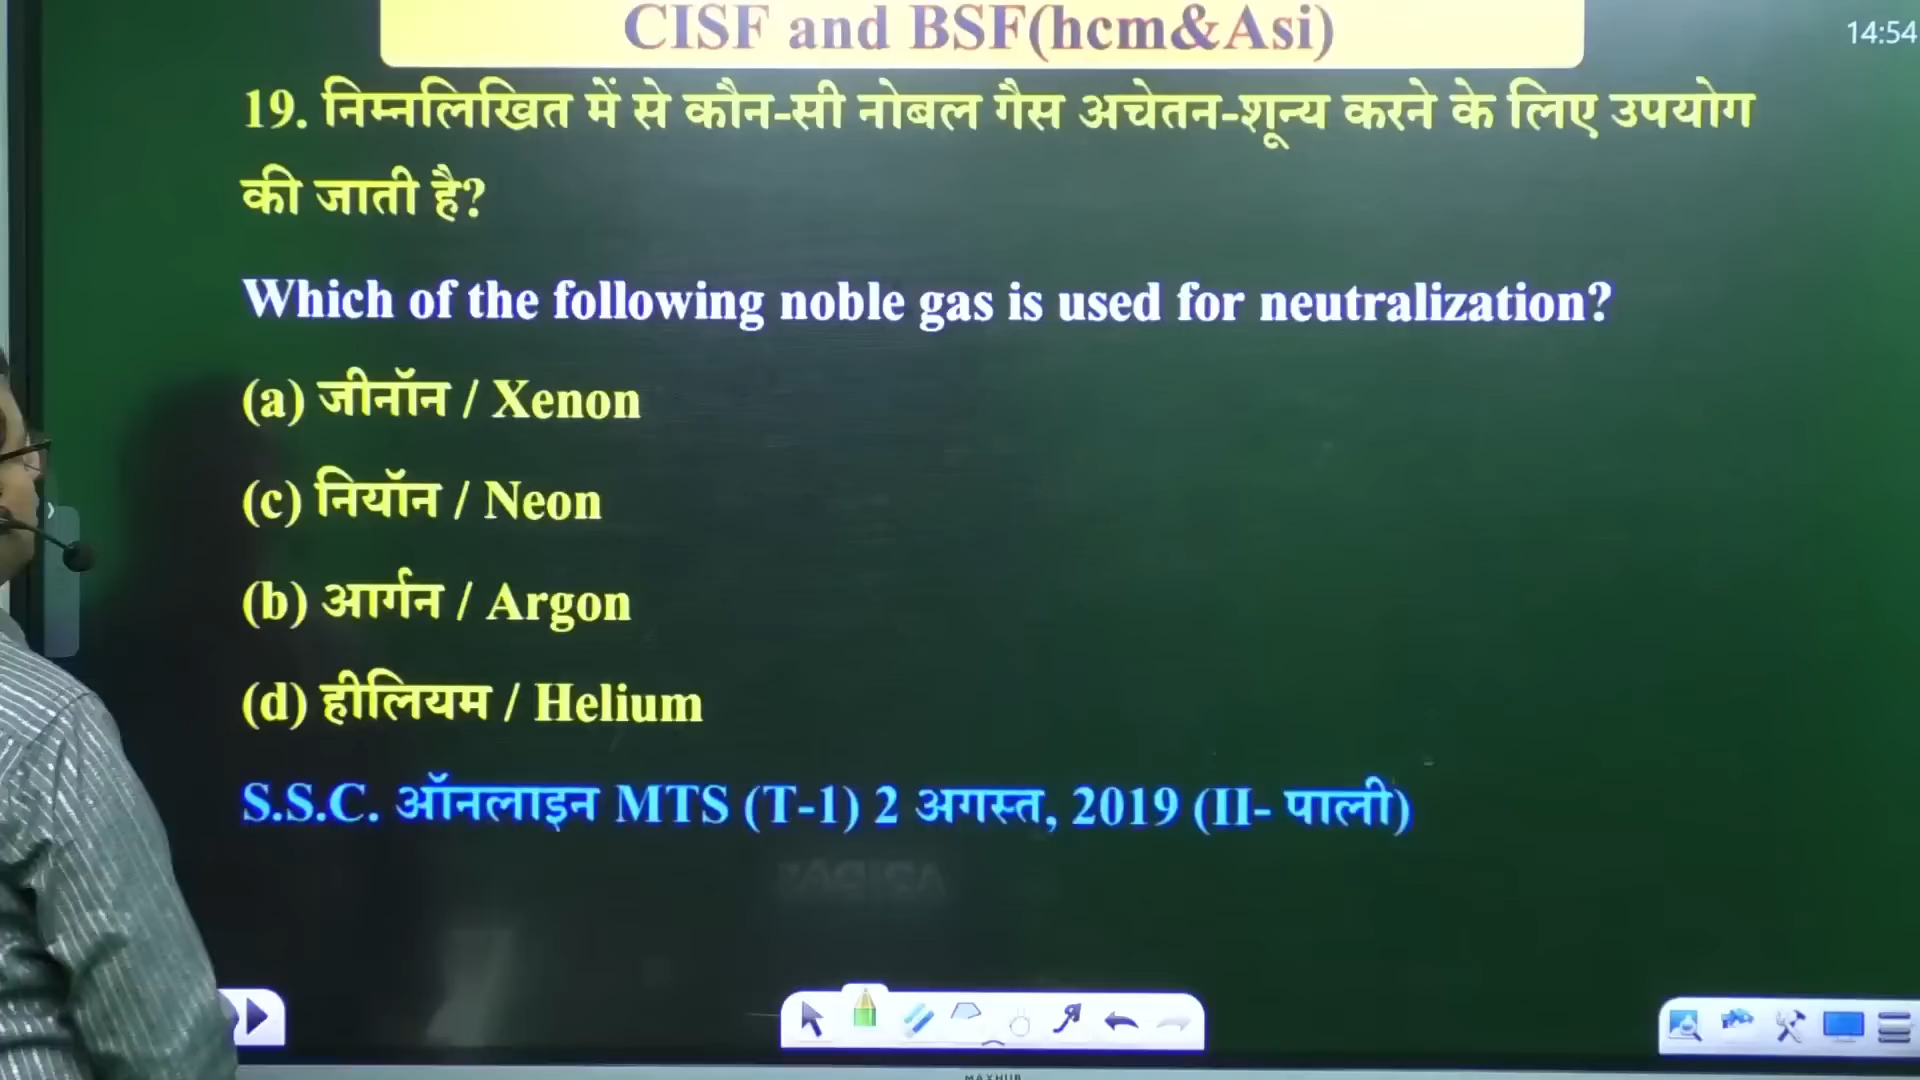 CISF and BSF(hcm&Asi)
14:54
19. निम्नलिखित में से कौन-सी नोबल गैस अचेतन-शून्य करने के लिए उपयोग
की जाती है?
Which of the following noble gas is used for neutralization?
(a) जीनॉन / Xenon
(c) नियॉन / Neon
(b) आर्गन / Argon
(d) हीलियम / Helium
S.S.C. ऑनलाइन MTS (T-1) 2 अगस्त, 2019 (II- पाली)
MAXHUB